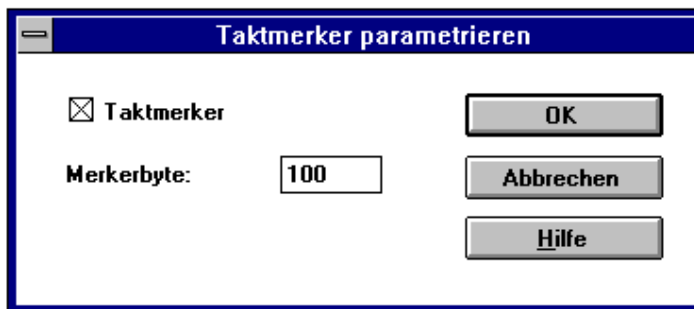 Taktmerker parametrieren
Taktmerker
OK
Merkerbyte: 100
Abbrechen
Hilfe